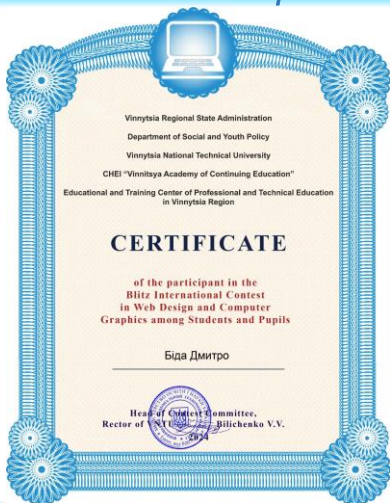 Vinnytsia Regional State Administration
Department of Social and Youth Policy
Vinnytsia National Technical University
CHEI "Vinnitsya Academy of Continuing Education"
Educational and Training Center of Professional and Technical Education
in Vinnytsia Region
CERTIFICATE
of the participant in the
Blitz International Contest
in Web Design and Computer
Graphics among Students and Pupils
Біда Дмитро
Head of Contest Committee,
Rector of VNTU Bilichenko V.V.
2024